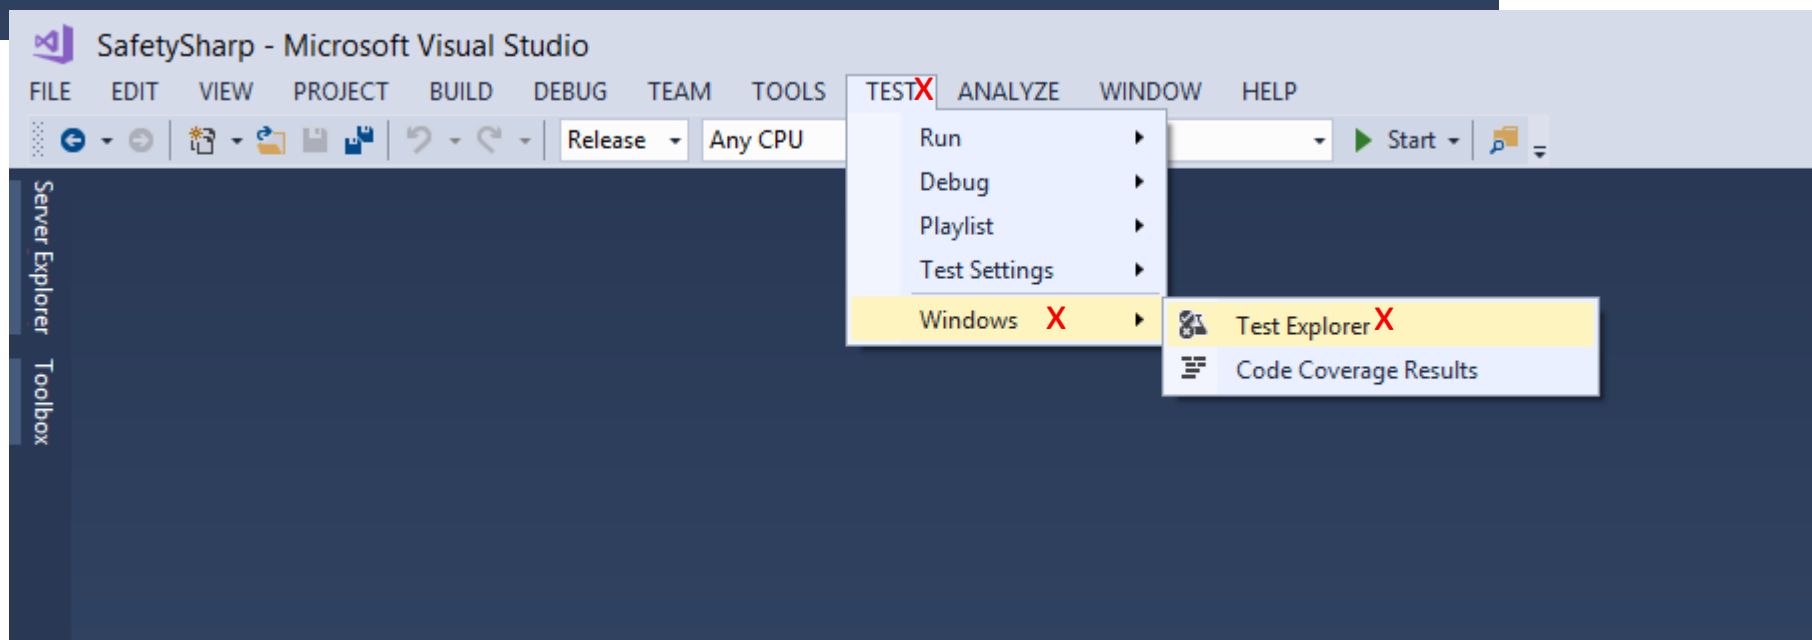 SafetySharp - Microsoft Visual Studio
FILE EDIT VIEW PROJECT BUILD DEBUG TEAM TOOLS TEST X ANALYZE WINDOW HELP
Release Any CPU Start
Run
Debug
Playlist
Test Settings
Windows X
Test Explorer X
Code Coverage Results
Server Explorer
Toolbox